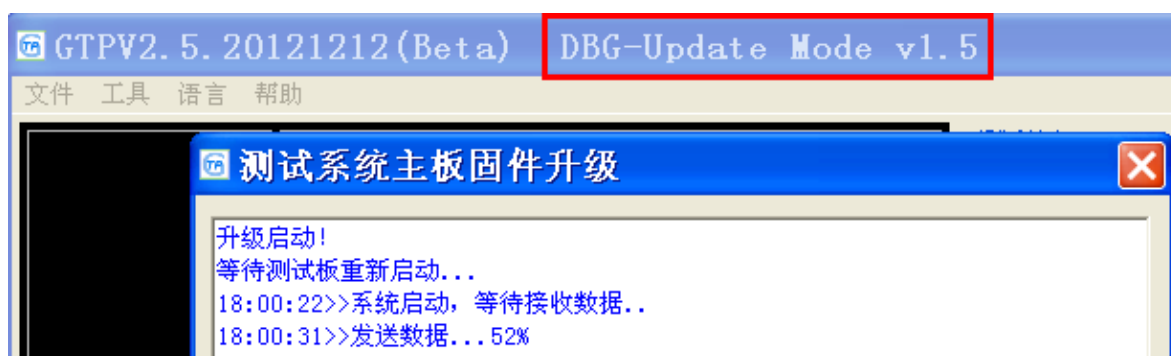 GTPV2.5.20121212(Beta) DBG-Update Mode v1.5
文件 工具 语言 帮助
测试系统主板固件升级
升级启动!
等待测试板重新启动...
18:00:22>>系统启动，等待接收数据..
18:00:31>>发送数据...52%